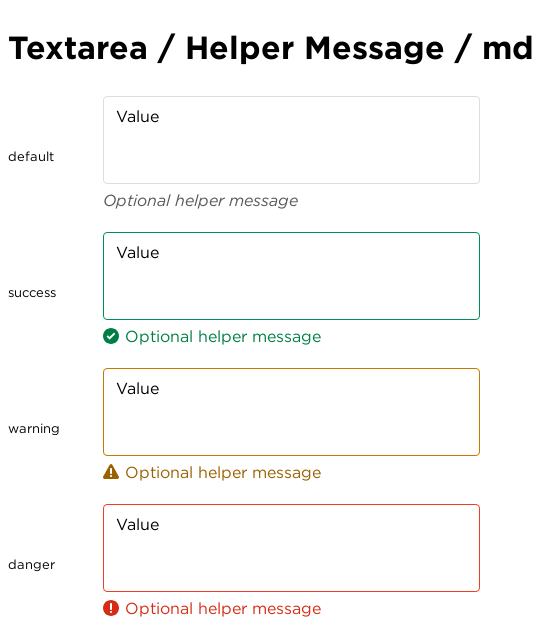 Textarea / Helper Message / md
Value
default
Optional helper message
Value
success
Optional helper message
Value
warning
Optional helper message
Value
danger
Optional helper message